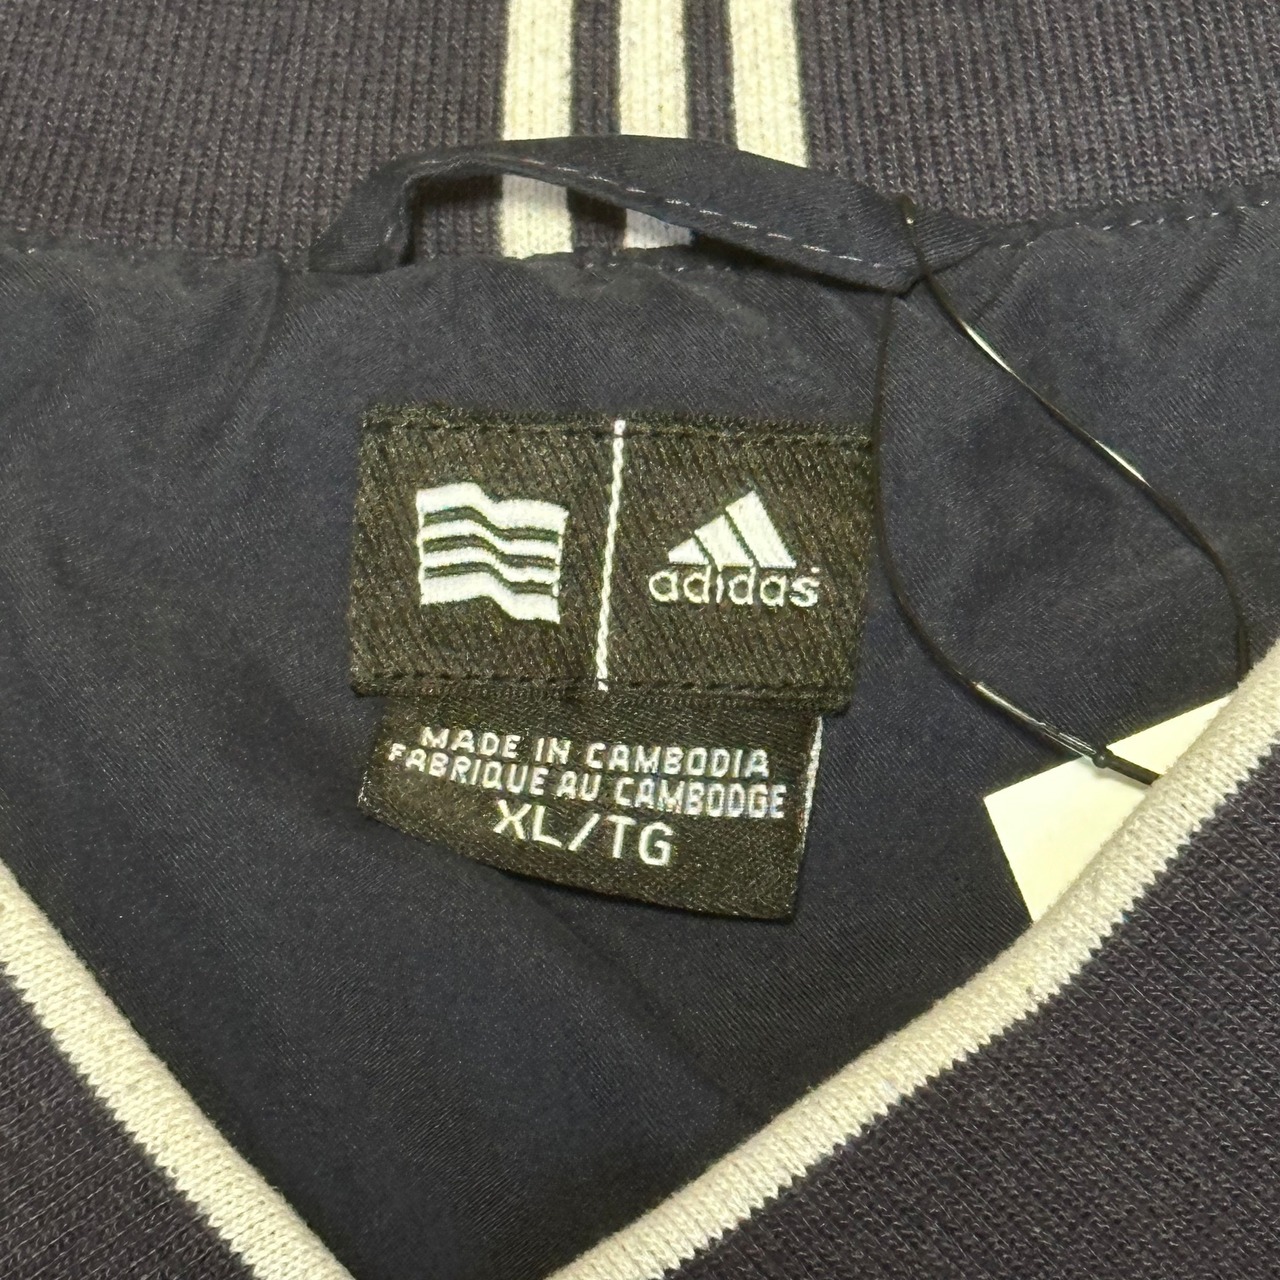 adidas
MADE IN CAMBODIA
FABRIQUE AU CAMBODGE
XL/TG